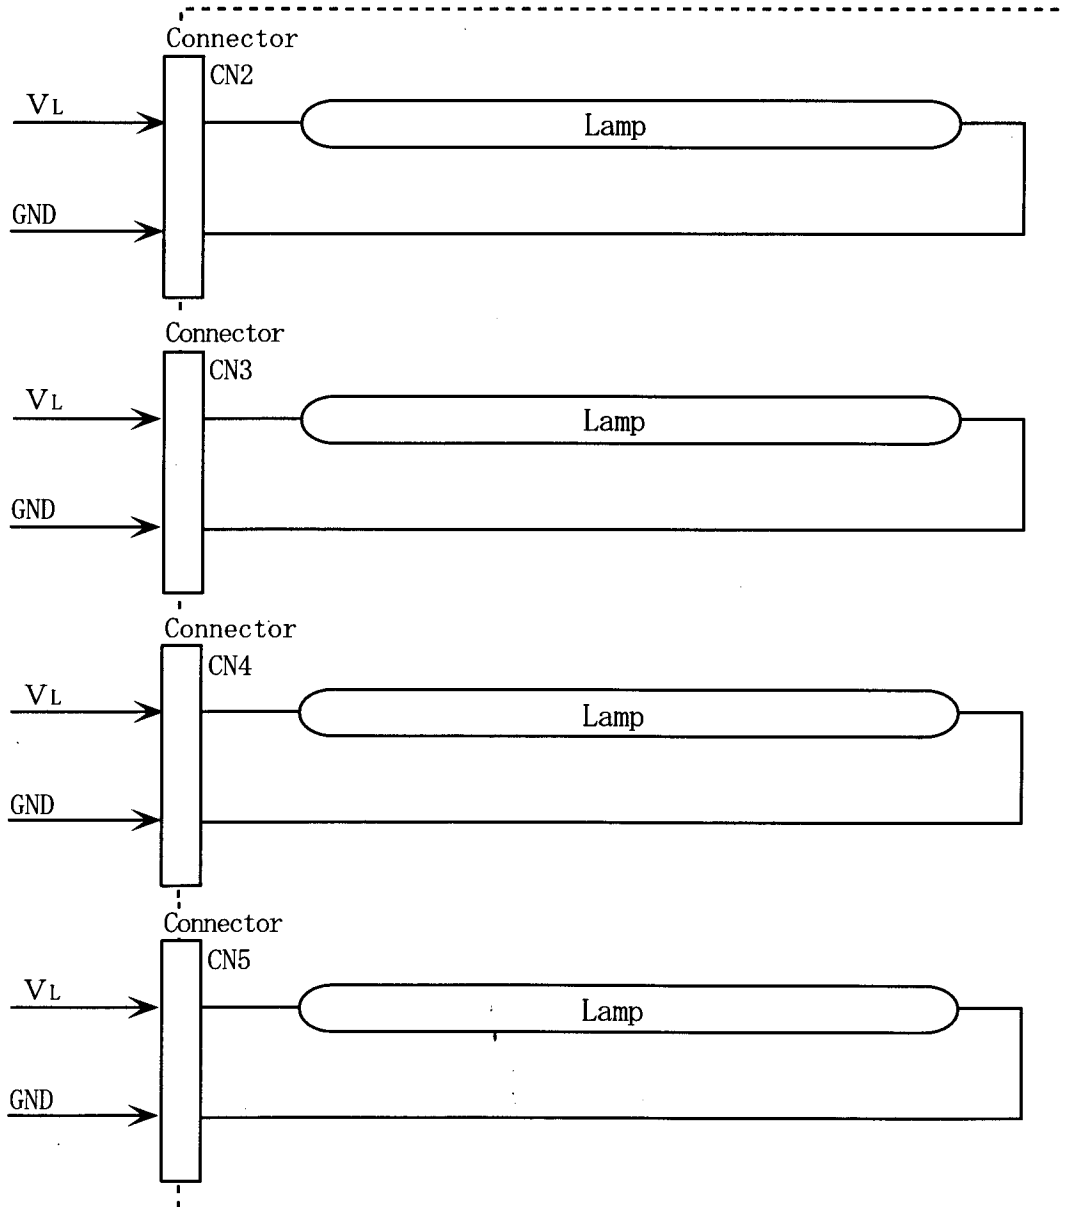 Connector
CN2
VL
Lamp
GND
Connector
CN3
VL
Lamp
GND
Connector
CN4
VL
Lamp
GND
Connector
CN5
VL
Lamp
GND